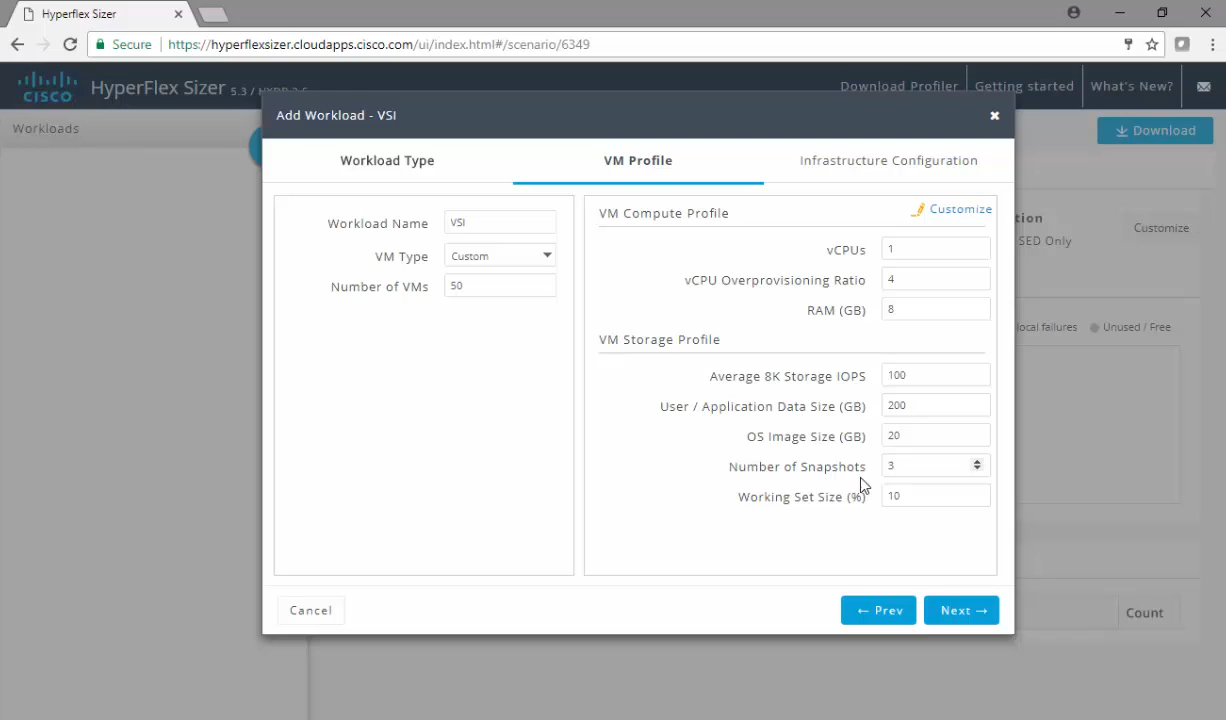 Hyperflex Sizer
Secure https://hyperflexsizer.cloudapps.cisco.com/ui/index.html#/scenario/6349
CISCO HyperFlex Sizer 5.3 / Download Profiler Getting started What's New?
Workloads
Download
Add Workload - VSI
Workload Type VM Profile Infrastructure Configuration
Workload Name VSI
VM Type Custom
Number of VMs 50
VM Compute Profile Customize
vCPUs 1
vCPU Overprovisioning Ratio 4
RAM (GB) 8
VM Storage Profile
Average 8K Storage IOPS 100
User / Application Data Size (GB) 200
OS Image Size (GB) 20
Number of Snapshots 3
Working Set Size (%) 10
Cancel ← Prev Next →
tion
SED Only
Customize
local failures Unused / Free
Count